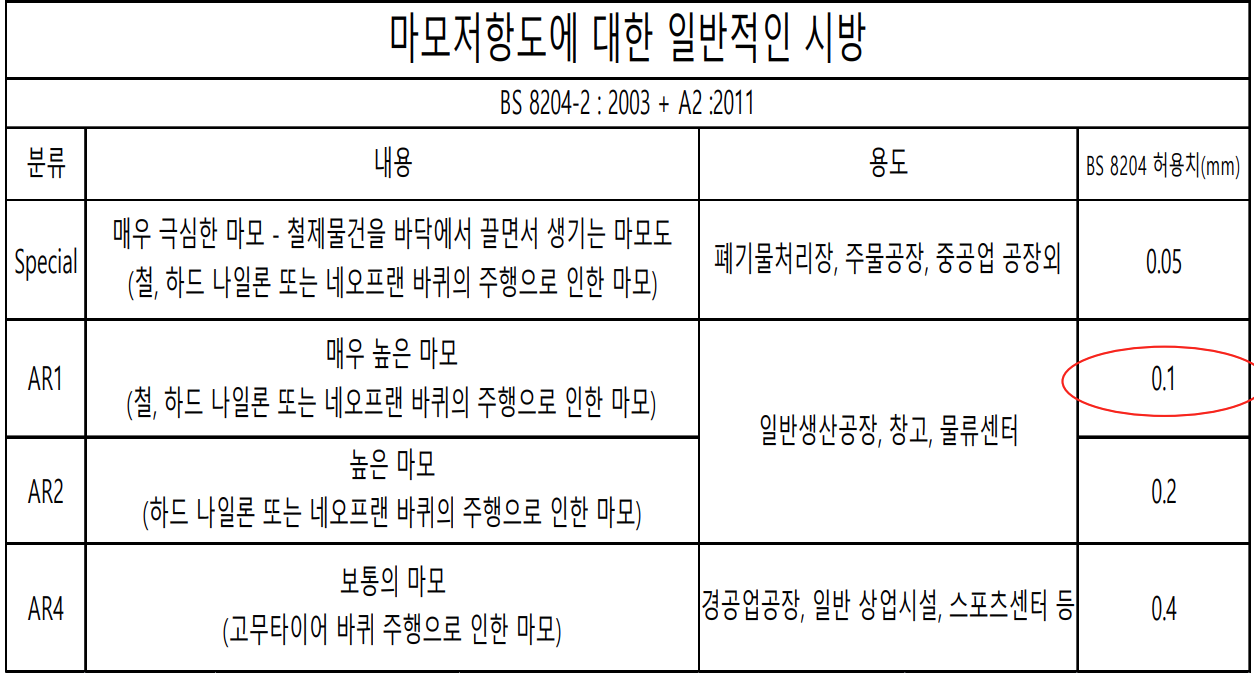 마모저항도에 대한 일반적인 시방
BS 8204-2 : 2003 + A2 :2011
분류 내용 용도 BS 8204 허용치(mm)
매우 극심한 마모 - 철제물건을 바닥에서 끌면서 생기는 마모도
Special 폐기물처리장, 주물공장, 중공업 공장외 0.05
(철, 하드 나일론 또는 네오프랜 바퀴의 주행으로 인한 마모)
매우 높은 마모
AR1 0.1
(철, 하드 나일론 또는 네오프랜 바퀴의 주행으로 인한 마모)
일반생산공장, 창고, 물류센터
높은 마모
AR2 0.2
(하드 나일론 또는 네오프랜 바퀴의 주행으로 인한 마모)
보통의 마모
AR4 경공업공장, 일반 상업시설, 스포츠센터 등 0.4
(고무타이어 바퀴 주행으로 인한 마모)